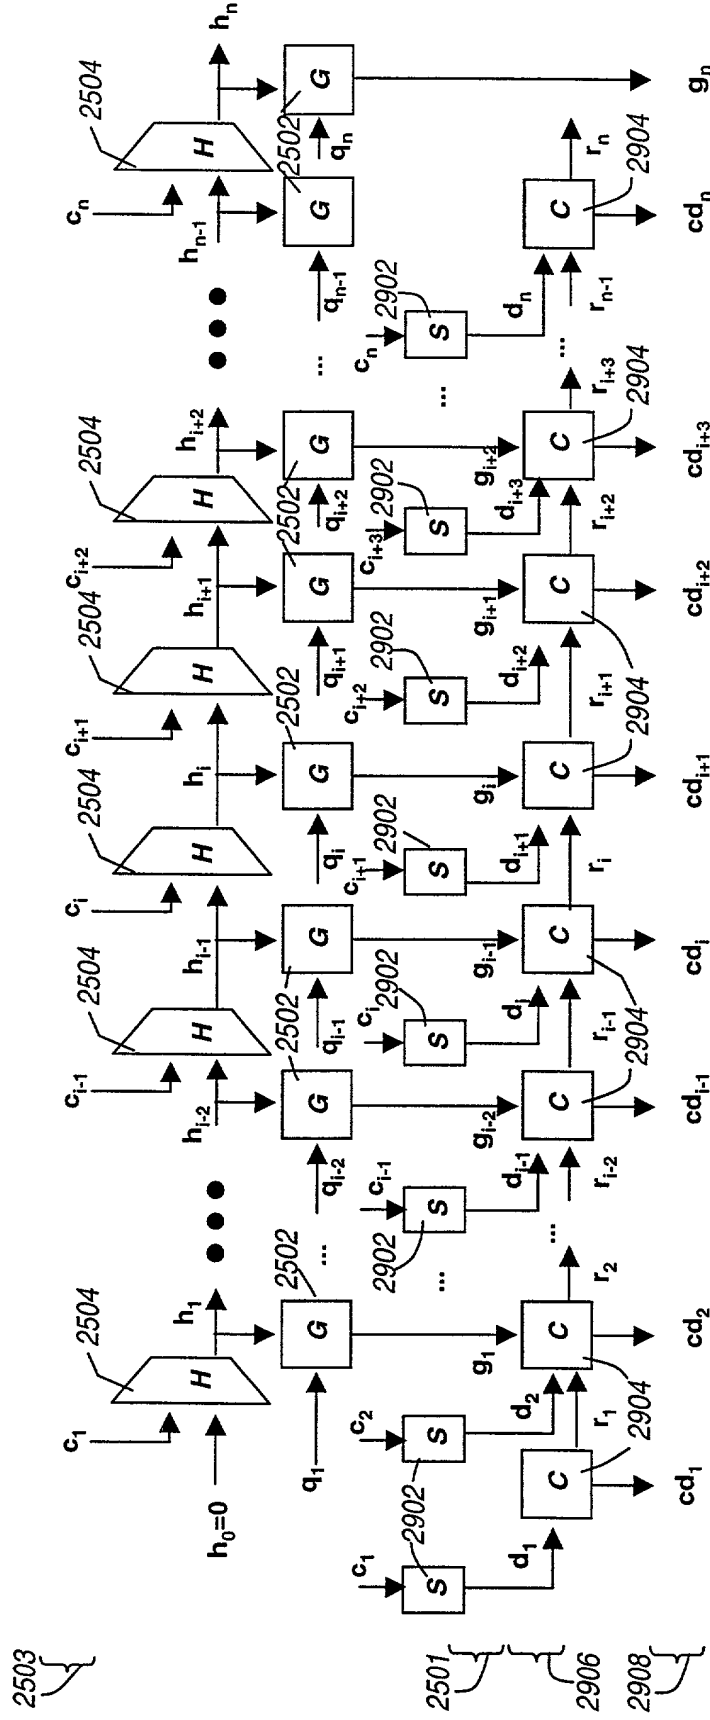 2503
2504 2504 2504 2504 2504 2504
c1 ci-1 ci ci+1 ci+2 cn
h0=0 H h1 hi-2 H hi-1 H hi H hi+1 H hi+2 hn-1 H hn
2502 2502 2502 2502 2502 2502 2502 2502
G G G G G G G G
q1 ... qi-2 qi-1 qi qi+1 qi+2 ... qn-1 qn
c1 c2 ci-1 ci ci+1 ci+2 ci+3 cn
2902 2902 2902 2902 2902 2902 2902
S S ... S S S S S ... S
2501
g1 gi-2 gi-1 gi gi+1 gi+2
d1 d2 di-1 di di+1 di+2 di+3 dn
2906
C C ... C C C C C ... C
r1 r2 ri-2 ri-1 ri ri+1 ri+2 ri+3 rn-1 rn
2904 2904 2904 2904 2904
2908
cd1 cd2 cdi-1 cdi cdi+1 cdi+2 cdi+3 cdn gn